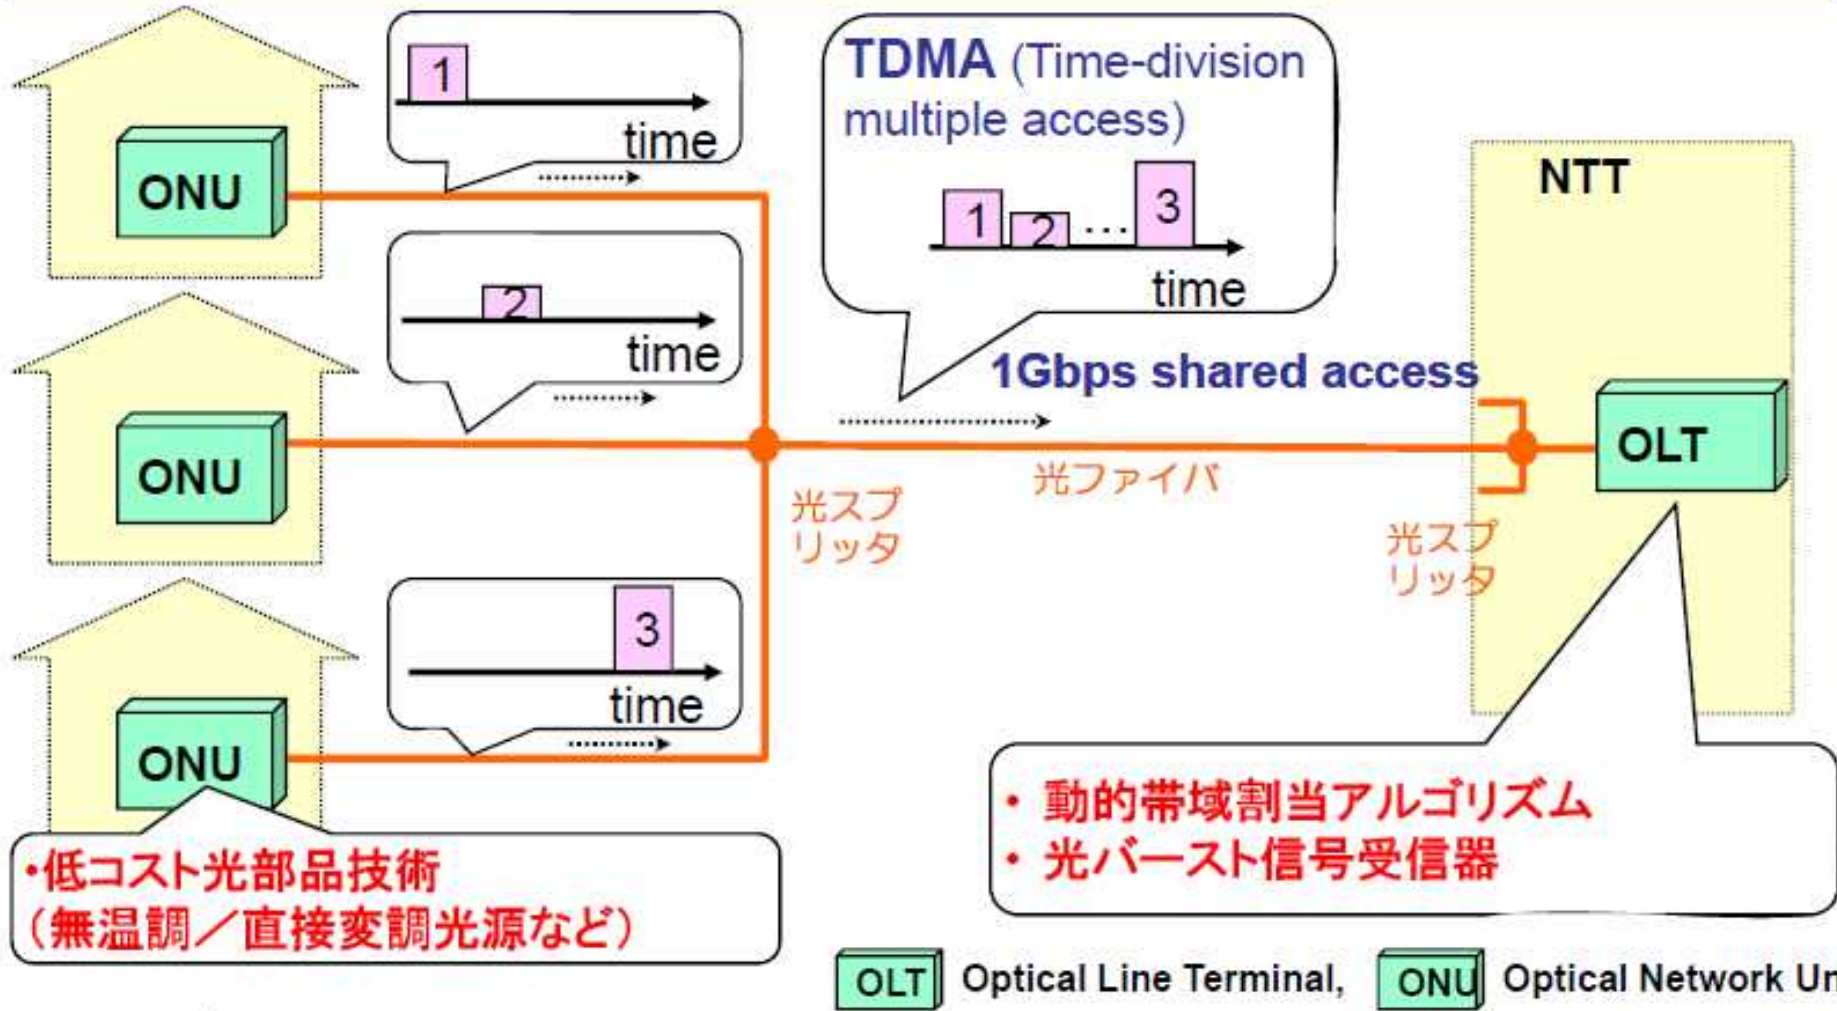 1
time
ONU
2
time
ONU
3
time
ONU
TDMA (Time-division
multiple access)
1 2 ... 3
time
NTT
1Gbps shared access
OLT
光ファイバ
光スプ
リッタ
光スプ
リッタ
・低コスト光部品技術
（無温調／直接変調光源など）
・ 動的帯域割当アルゴリズム
・ 光バースト信号受信器
OLT Optical Line Terminal, ONU Optical Network Un